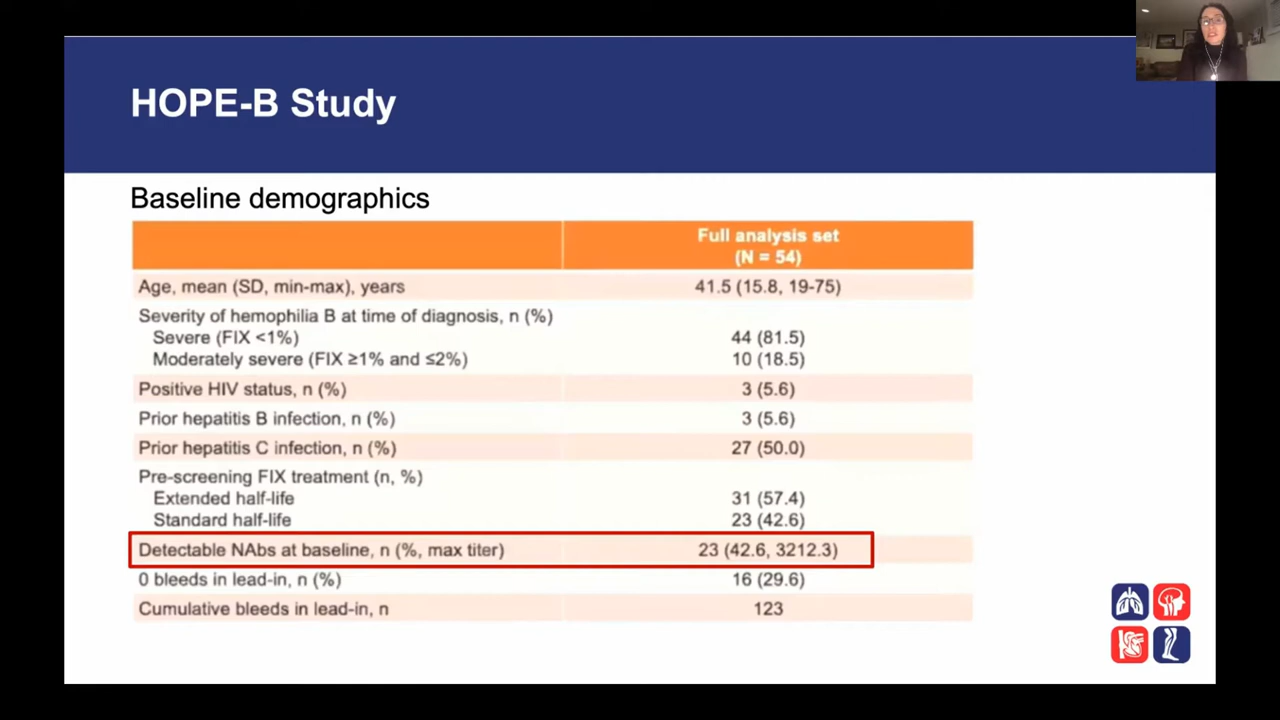 HOPE-B Study
Baseline demographics
Full analysis set
(N = 54)
Age, mean (SD, min-max), years 41.5 (15.8, 19-75)
Severity of hemophilia B at time of diagnosis, n (%)
Severe (FIX <1%) 44 (81.5)
Moderately severe (FIX ≥1% and ≤2%) 10 (18.5)
Positive HIV status, n (%) 3 (5.6)
Prior hepatitis B infection, n (%) 3 (5.6)
Prior hepatitis C infection, n (%) 27 (50.0)
Pre-screening FIX treatment (n, %)
Extended half-life 31 (57.4)
Standard half-life 23 (42.6)
Detectable NAbs at baseline, n (%, max titer) 23 (42.6, 3212.3)
0 bleeds in lead-in, n (%) 16 (29.6)
Cumulative bleeds in lead-in, n 123